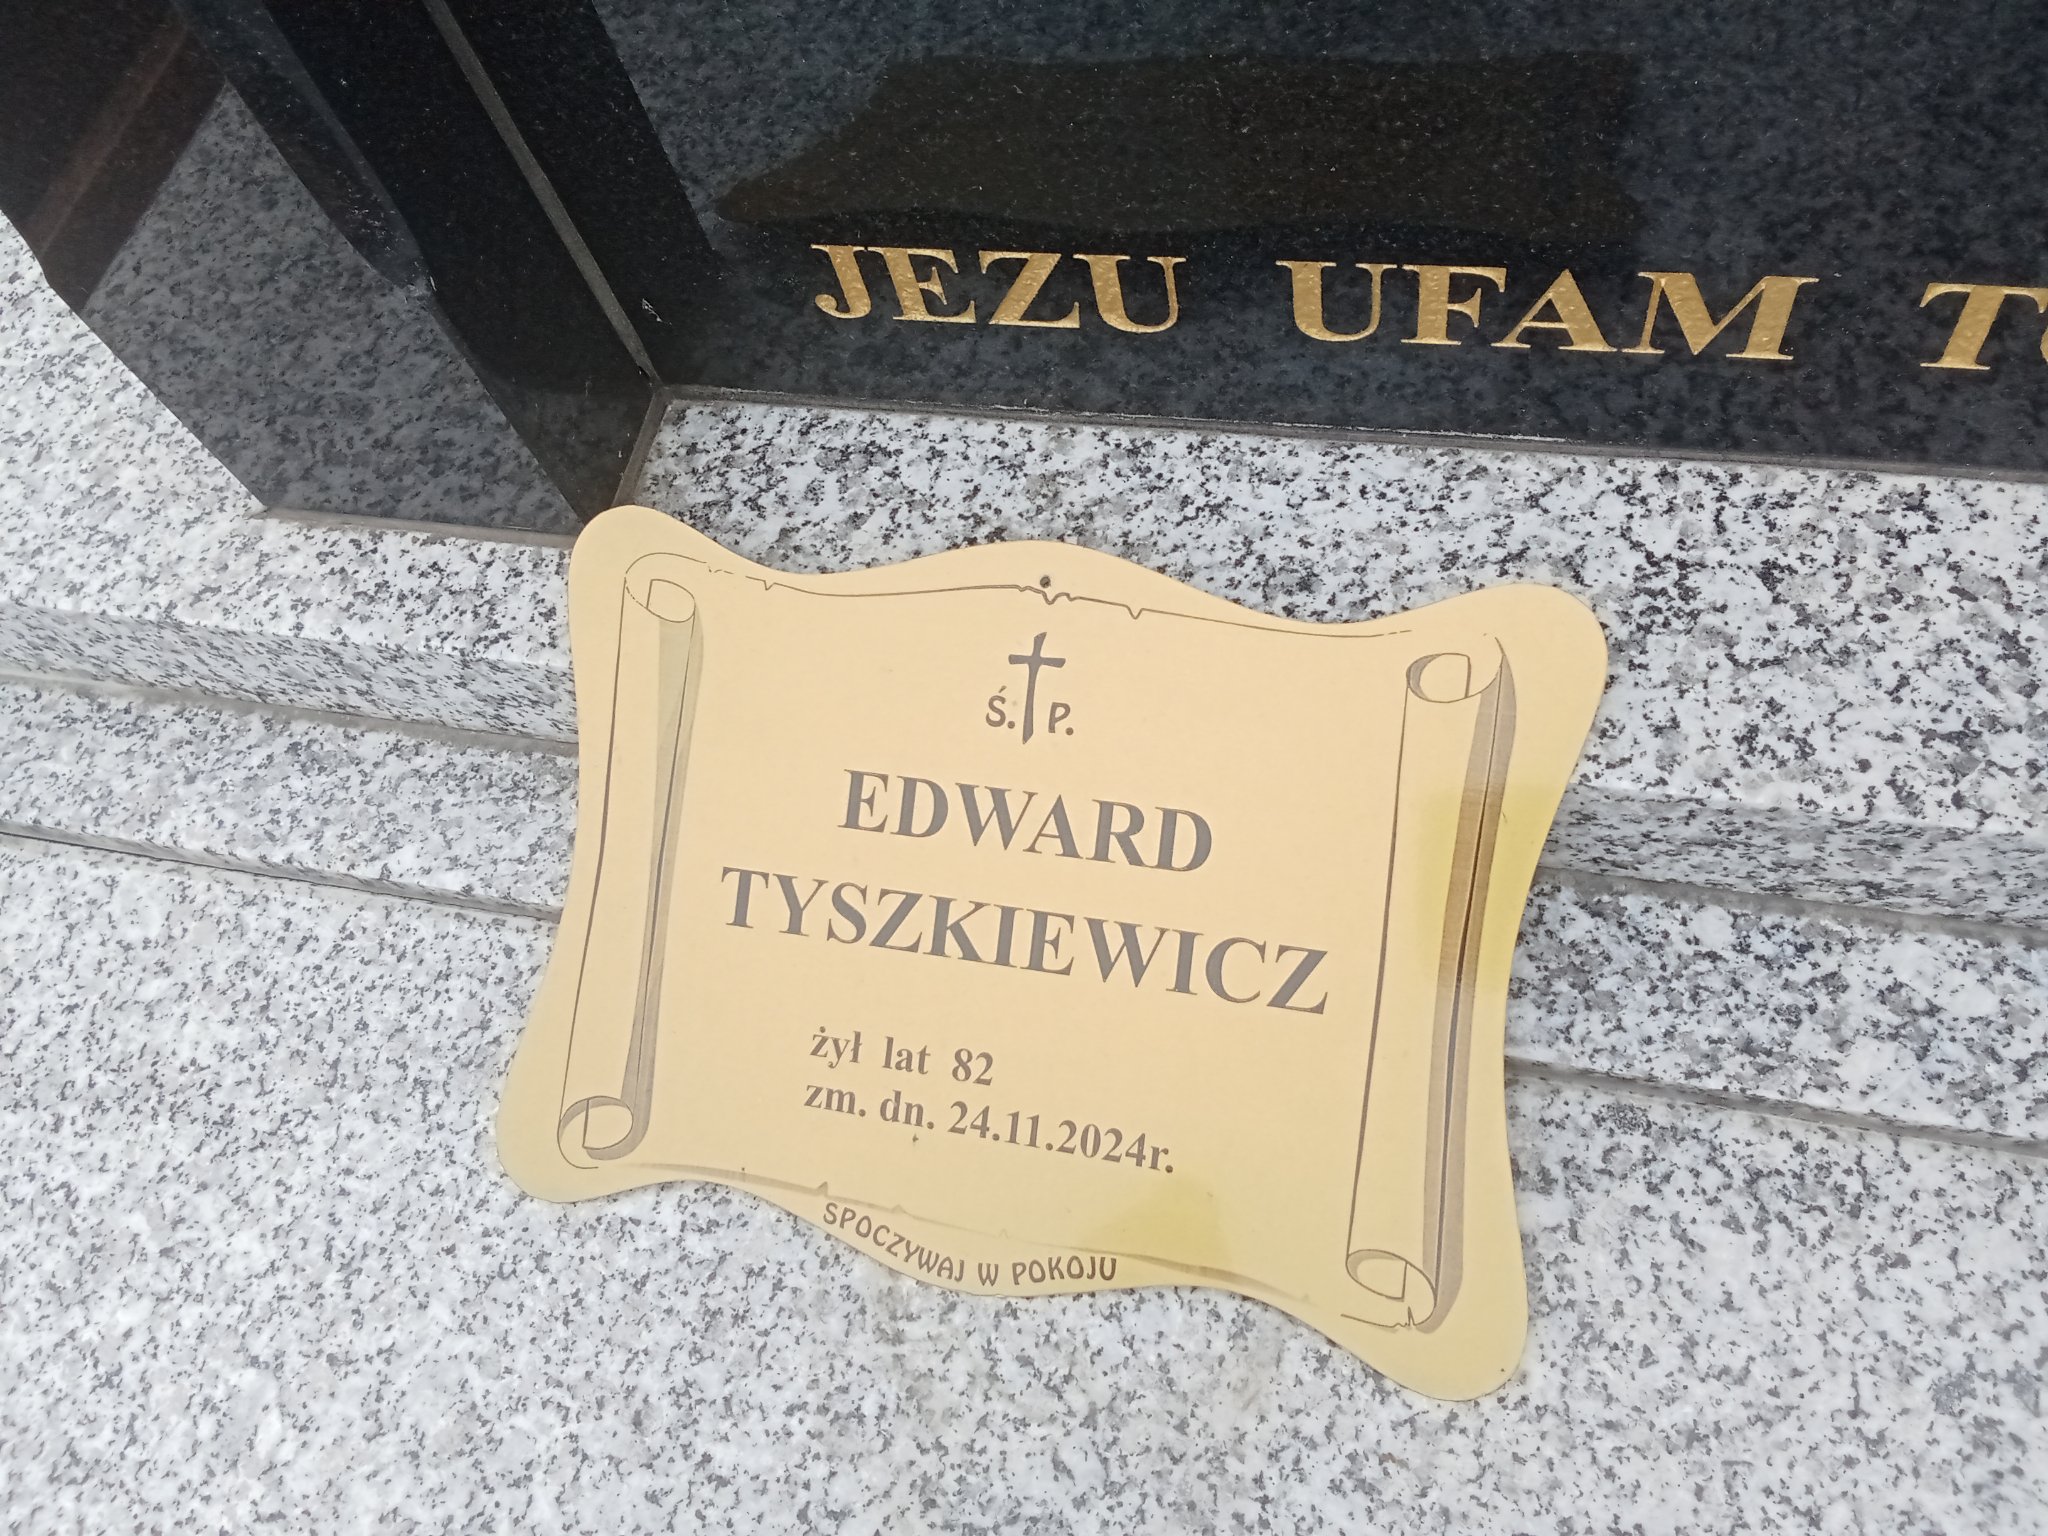 JEZU UFAM
Ś. P.
EDWARD
TYSZKIEWICZ
żył lat 82
zm. dn. 24.11.2024r.
SPOCZYWAJ W POKOJU